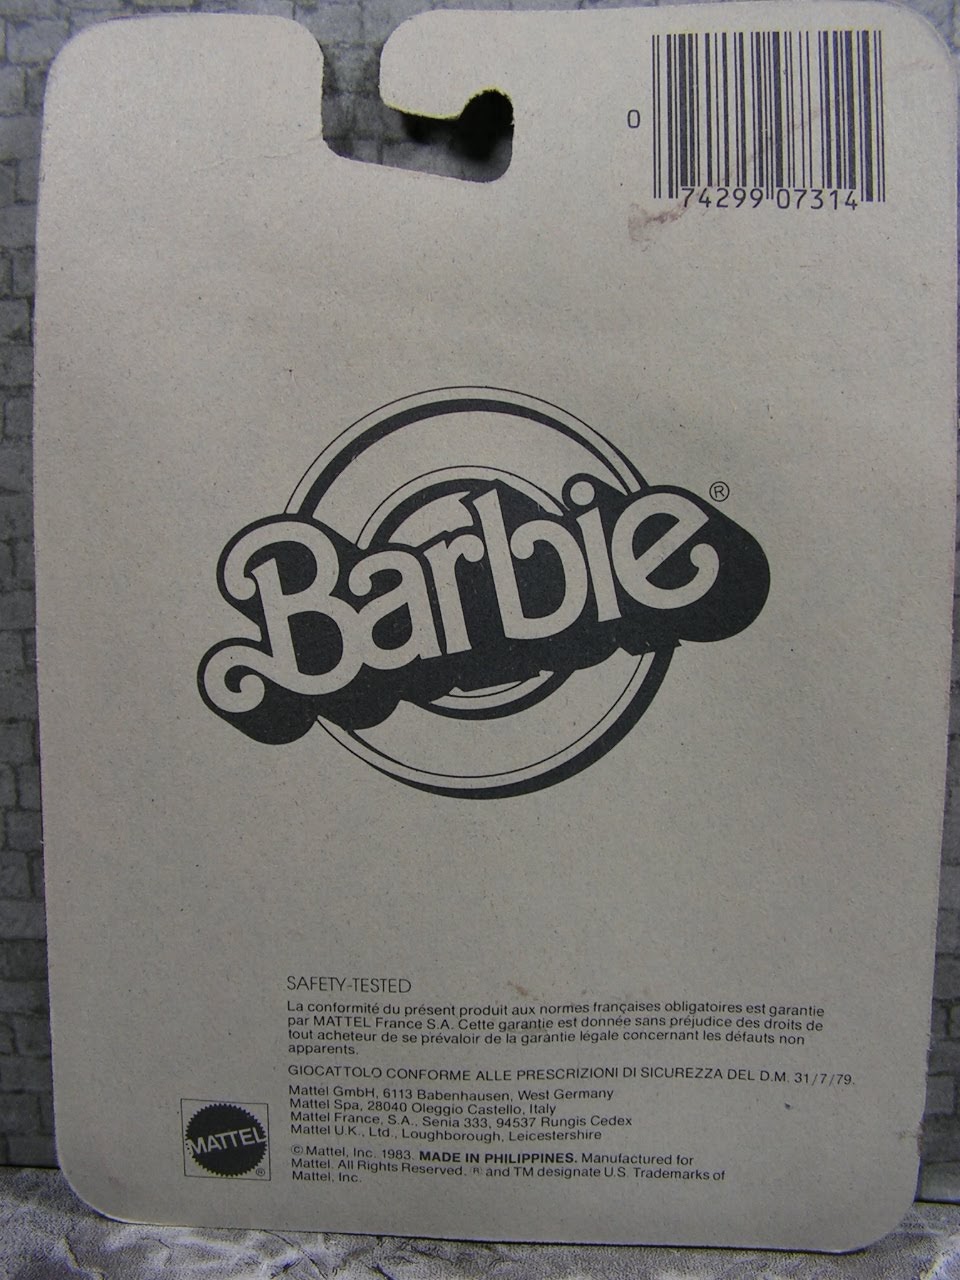 0
74299 07314
Barbie ®
SAFETY-TESTED
La conformité du présent produit aux normes françaises obligatoires est garantie
par MATTEL France S.A. Cette garantie est donnée sans préjudice des droits de
tout acheteur de se prévaloir de la garantie légale concernant les défauts non
apparents.
GIOCATTOLO CONFORME ALLE PRESCRIZIONI DI SICUREZZA DEL D.M. 31/7/79.
Mattel GmbH, 6113 Babenhausen, West Germany
Mattel Spa, 28040 Oleggio Castello, Italy
Mattel France, S.A., Senia 333, 94537 Rungis Cedex
Mattel U.K., Ltd., Loughborough, Leicestershire
MATTEL ®
© Mattel, Inc. 1983. MADE IN PHILIPPINES. Manufactured for
Mattel. All Rights Reserved. ® and TM designate U.S. Trademarks of
Mattel, Inc.